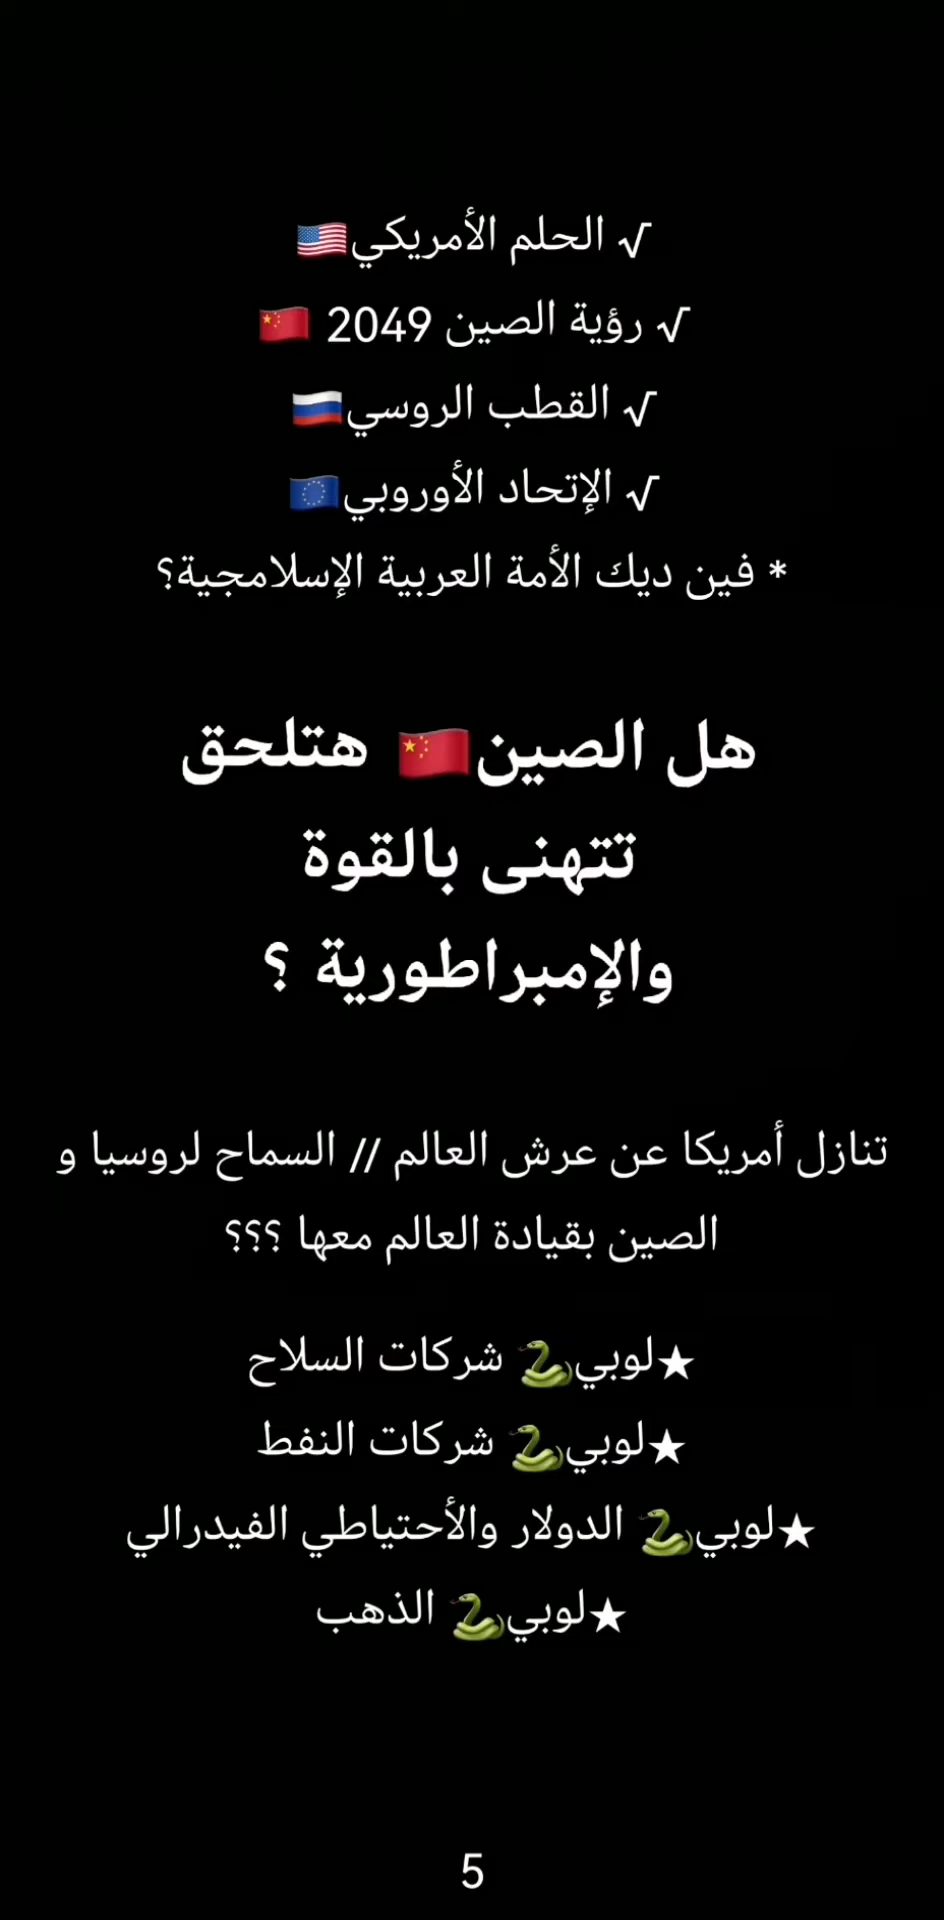 √ الحلم الأمريكي🇺🇸
√ رؤية الصين 2049 🇨🇳
√ القطب الروسي🇷🇺
√ الإتحاد الأوروبي🇪🇺
* فين ديك الأمة العربية الإسلامجية؟
هل الصين🇨🇳 هتلحق
تتهنى بالقوة
والإمبراطورية ؟
تنازل أمريكا عن عرش العالم // السماح لروسيا و
الصين بقيادة العالم معها ؟؟؟
★لوبي🐍 شركات السلاح
★لوبي🐍 شركات النفط
★لوبي🐍 الدولار والأحتياطي الفيدرالي
★لوبي🐍 الذهب
5